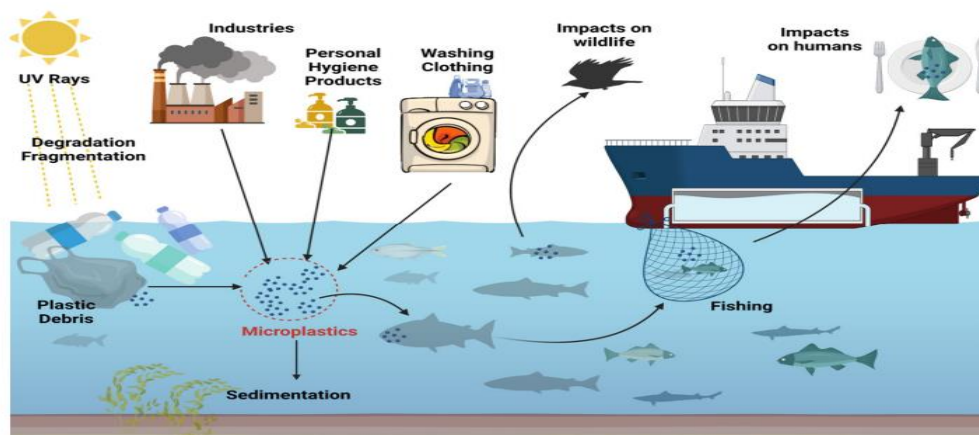 Industries
UV Rays
Degradation
Fragmentation
Personal
Hygiene
Products
Washing
Clothing
Impacts on
wildlife
Impacts
on humans
Plastic
Debris
Microplastics
Sedimentation
Fishing